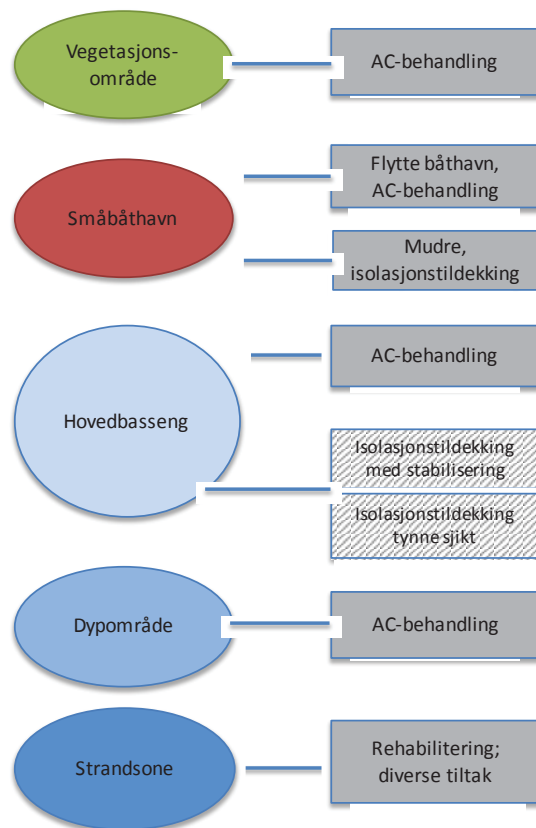 Vegetasjons-
område
AC-behandling
Småbåthavn
Flytte båthavn,
AC-behandling
Mudre,
isolasjonstildekking
Hovedbasseng
AC-behandling
Isolasjonstildekking
med stabilisering
Isolasjonstildekking
tynne sjikt
Dypområde
AC-behandling
Strandsone
Rehabilitering;
diverse tiltak